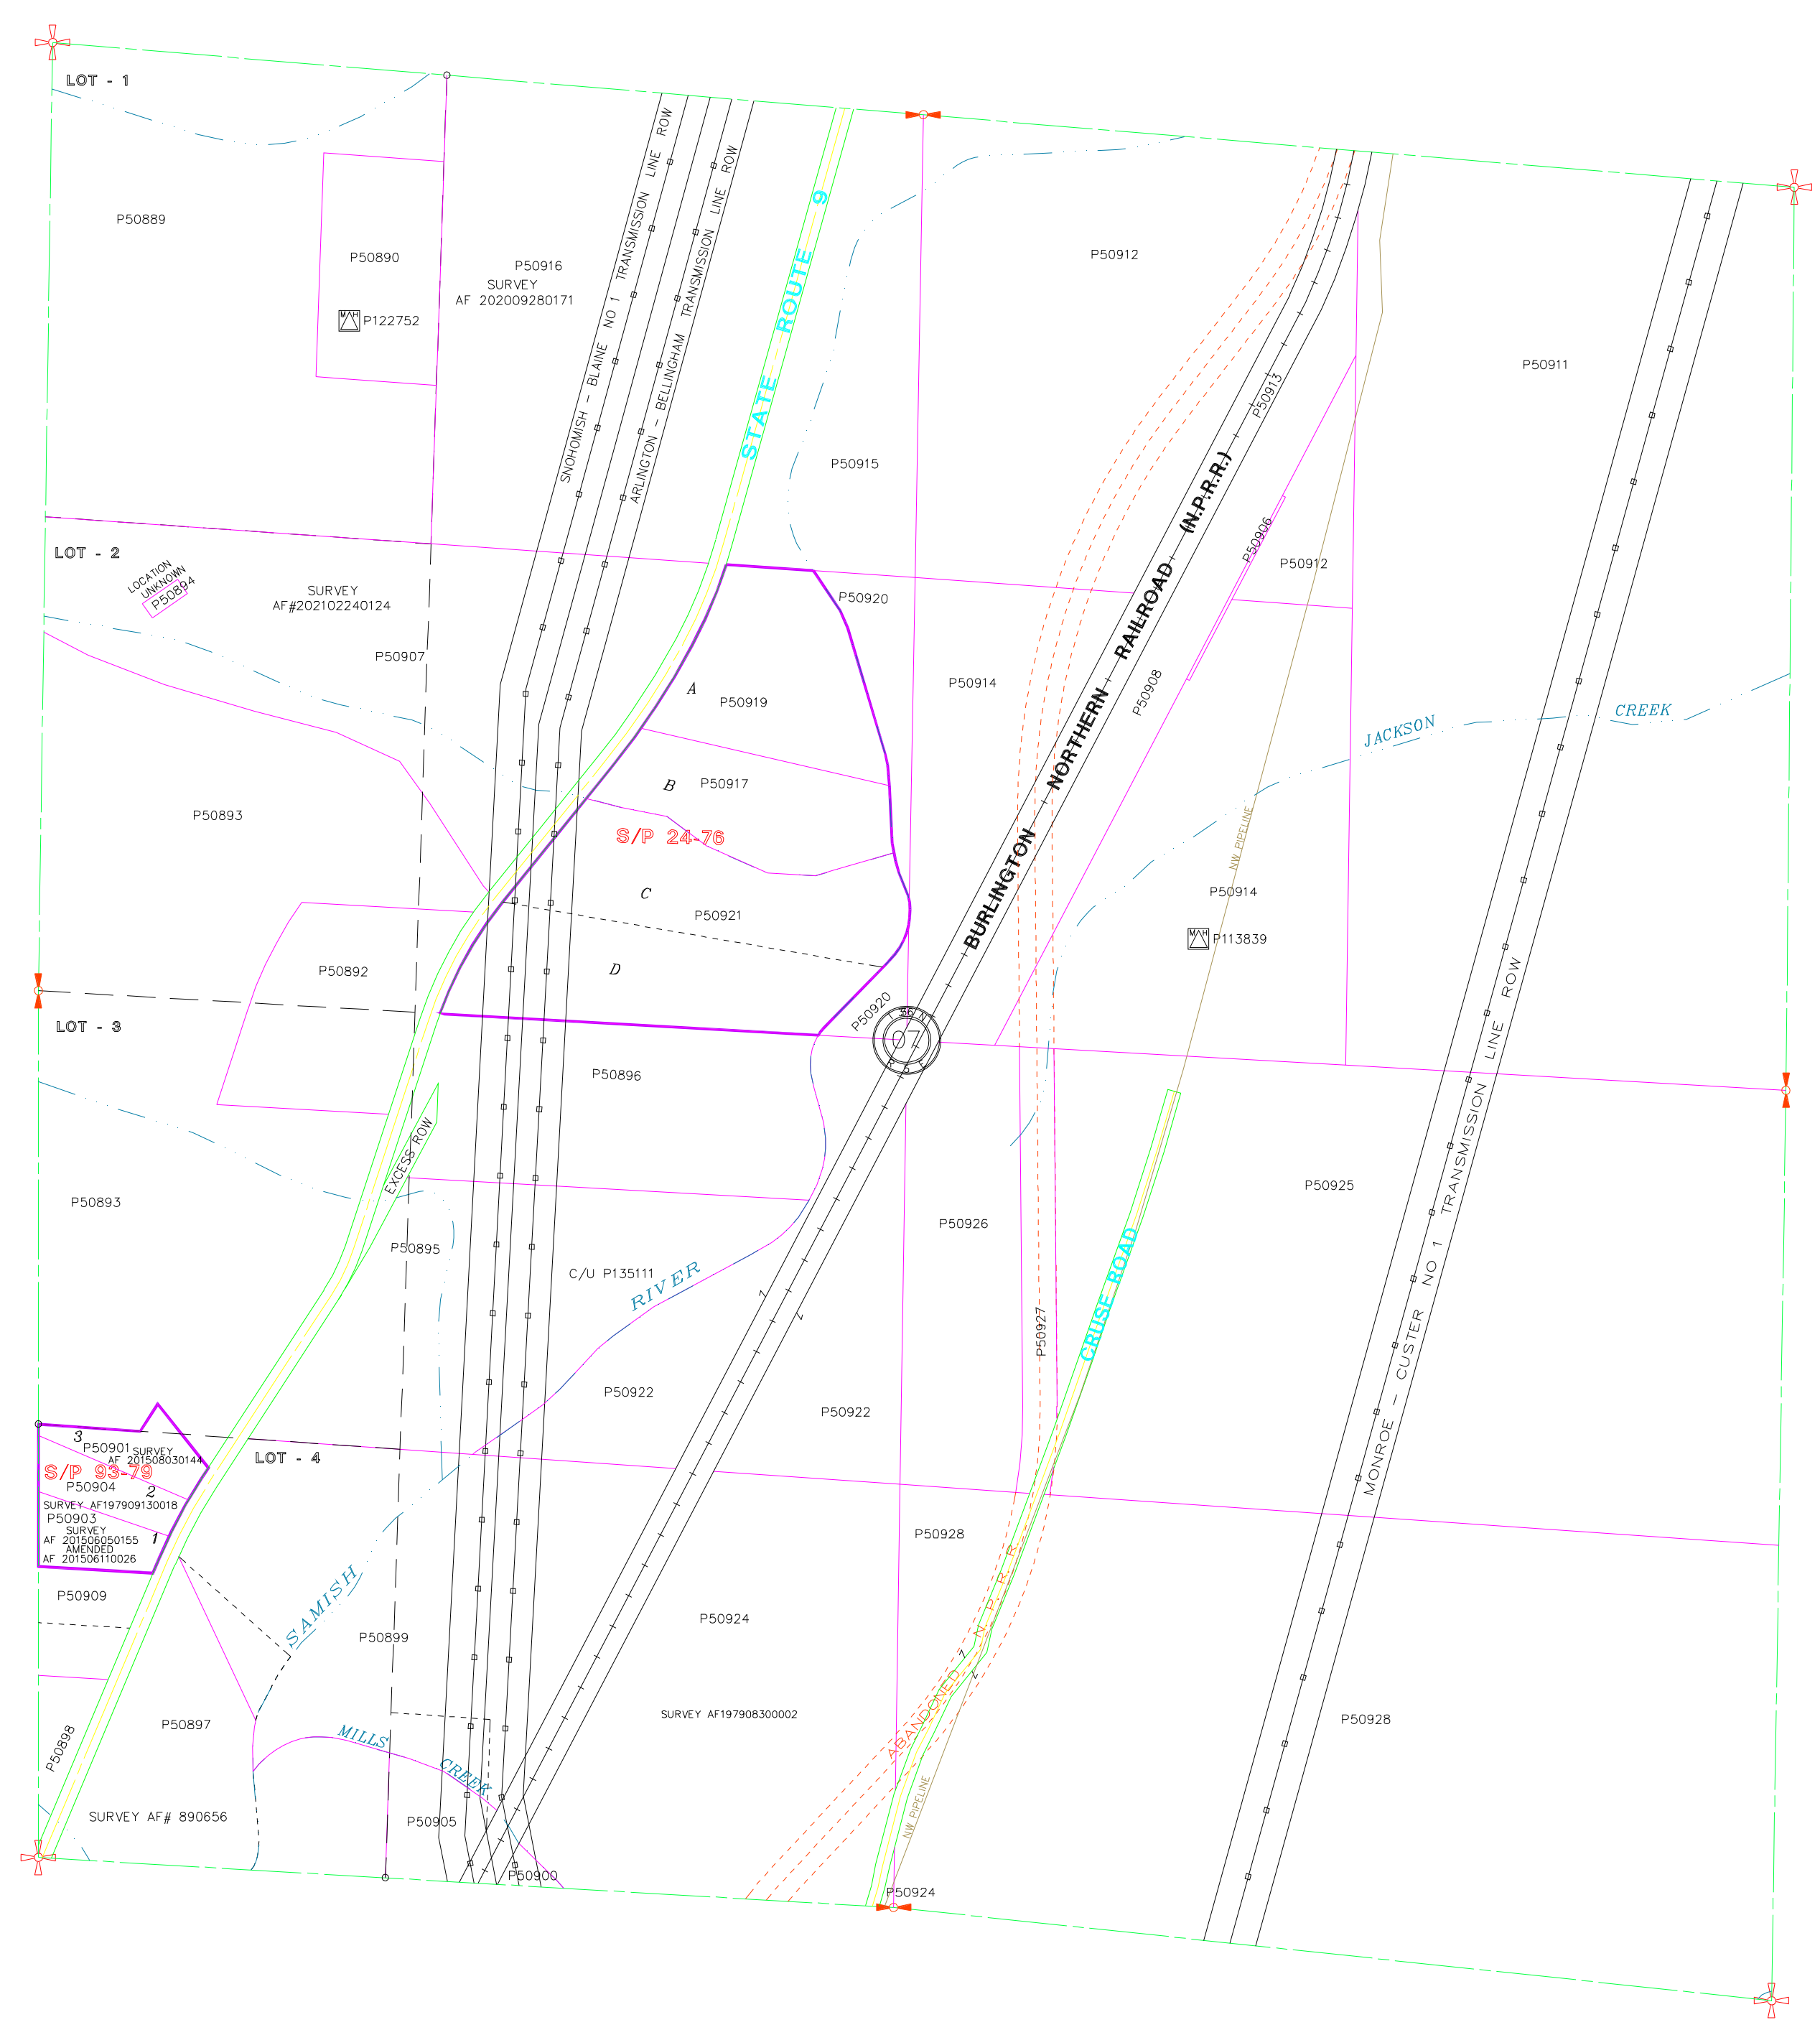 LOT - 1
P50889
P50890
M H
P122752
P50916
SURVEY
AF 202009280171
SNOHOMISH - BLAINE NO 1 TRANSMISSION LINE ROW
ARLINGTON - BELLINGHAM TRANSMISSION LINE ROW
STATE ROUTE 9
P50915
P50912
P50913
P50911
LOT - 2
LOCATION
UNKNOWN
P50894
SURVEY
AF#202102240124
P50907
P50920
A
P50919
B
P50917
S/P 24-76
C
P50921
D
P50920
P50914
BURLINGTON NORTHERN RAILROAD (N.P.R.R.)
P50906
P50912
P50908
JACKSON CREEK
NW PIPELINE
P50914
M H
P113839
P50893
P50892
LOT - 3
T 36 N
07
R 5 E
P50896
EXCESS ROW
P50893
P50895
C/U P135111
RIVER
P50926
P50925
P50927
CRUSE ROAD
MONROE - CUSTER NO 1 TRANSMISSION LINE ROW
7
Z
P50922
P50922
3
P50901
SURVEY
AF 201508030144
S/P 93-79
P50904
2
SURVEY AF197909130018
P50903
SURVEY
1
AF 201506050155
AMENDED
AF 201506110026
LOT - 4
P50928
P50909
SAMISH
P50899
P50924
ABANDONED N. P. R. R.
7
Z
P50898
P50897
MILLS CREEK
SURVEY AF197908300002
P50928
NW PIPELINE
SURVEY AF# 890656
P50905
P50900
P50924